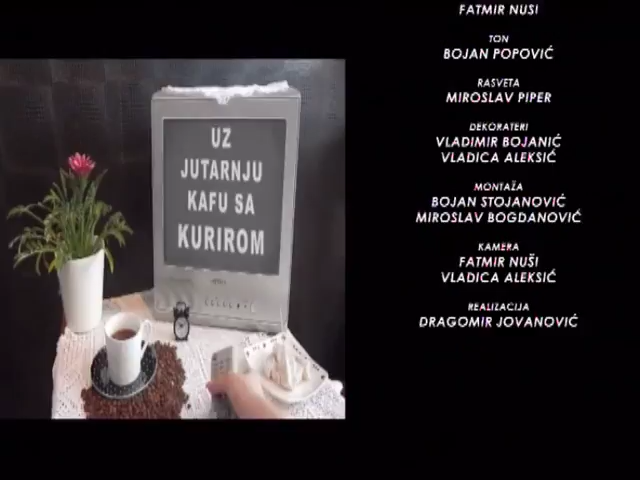 UZ
JUTARNJU
KAFU SA
KURIROM
FATMIR NUSI
TON
BOJAN POPOVIĆ
RASVETA
MIROSLAV PIPER
DEKORATERI
VLADIMIR BOJANIĆ
VLADICA ALEKSIĆ
MONTAŽA
BOJAN STOJANOVIĆ
MIROSLAV BOGDANOVIĆ
KAMERA
FATMIR NUŠI
VLADICA ALEKSIĆ
REALIZACIJA
DRAGOMIR JOVANOVIĆ